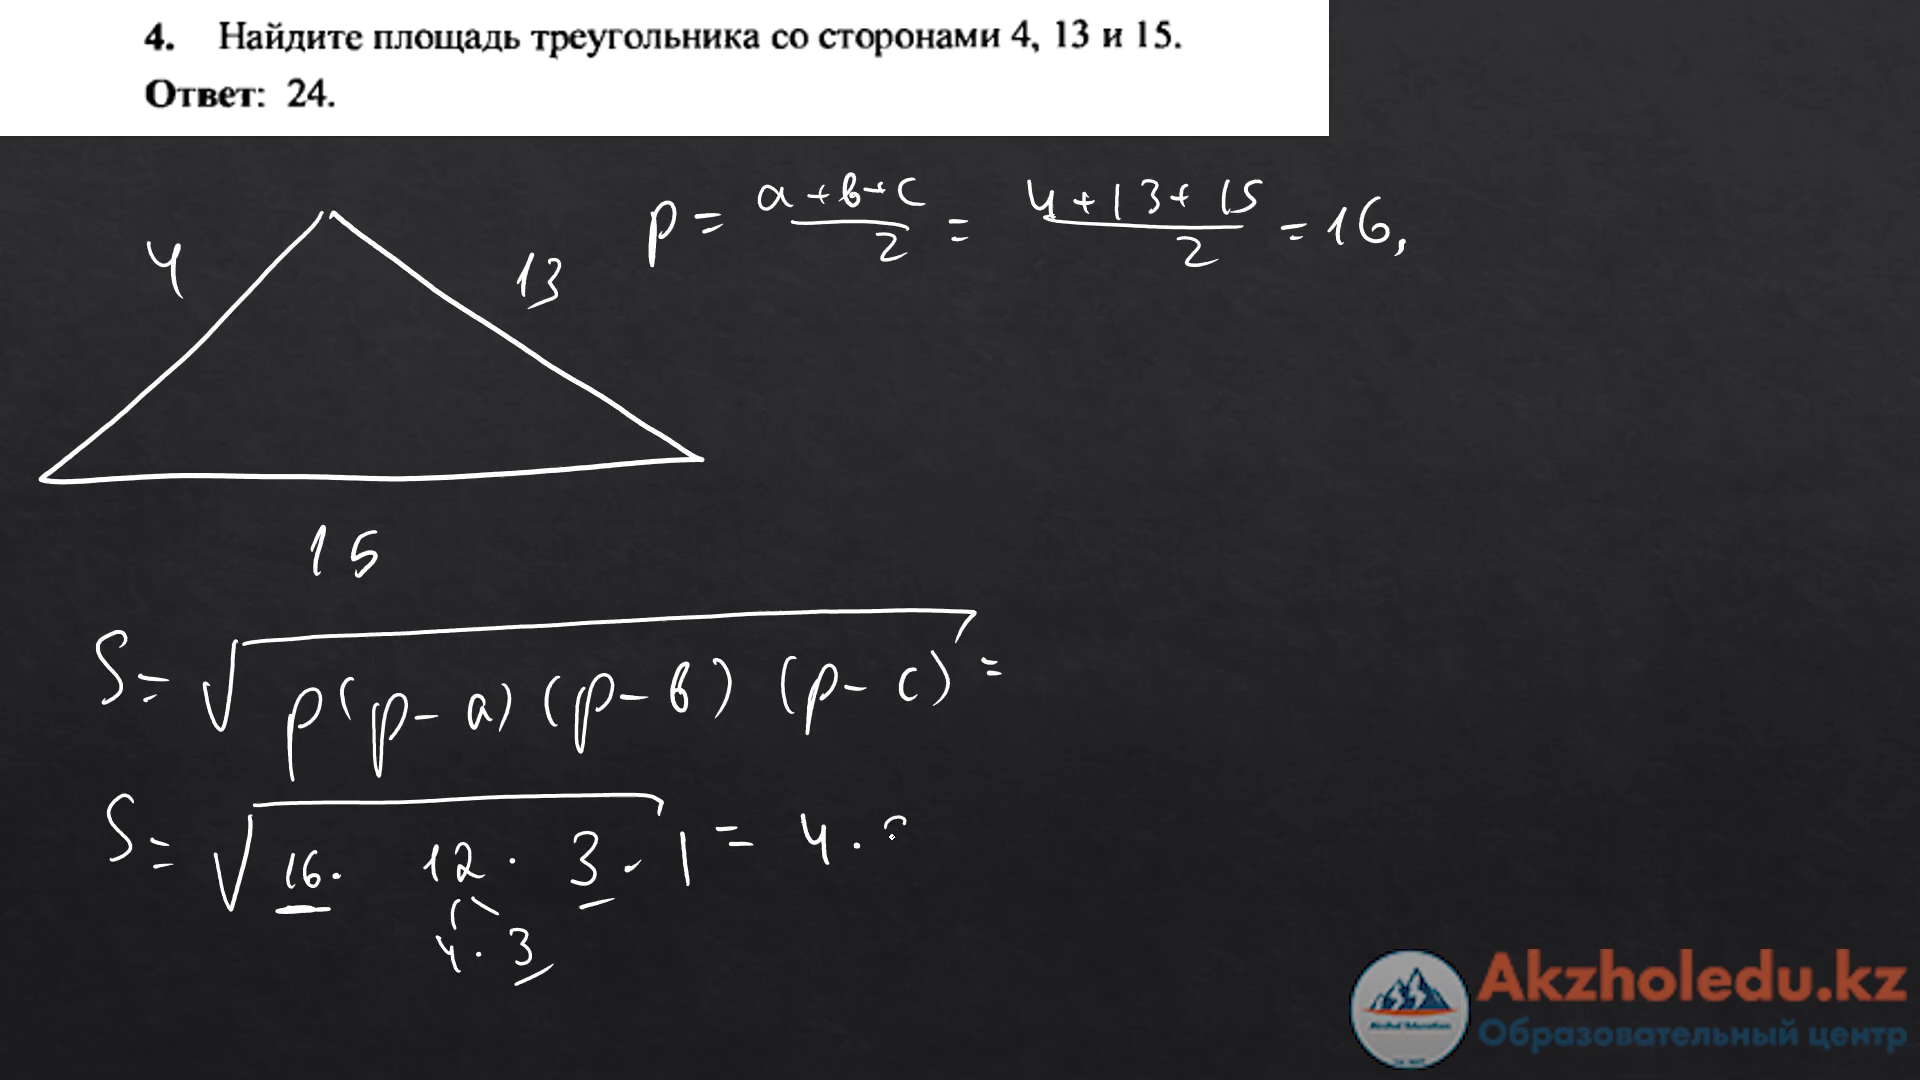 4. Найдите площадь треугольника со сторонами 4, 13 и 15.
Ответ: 24.
4
13
15
p = (a+в+c)/2 = (4+13+15)/2 = 16,
S = √(p(p-a)(p-в)(p-c)) =
S = √(16 · 12 · 3 · 1) = 4 ·
4 · 3
Akzholedu.kz
Образовательный центр